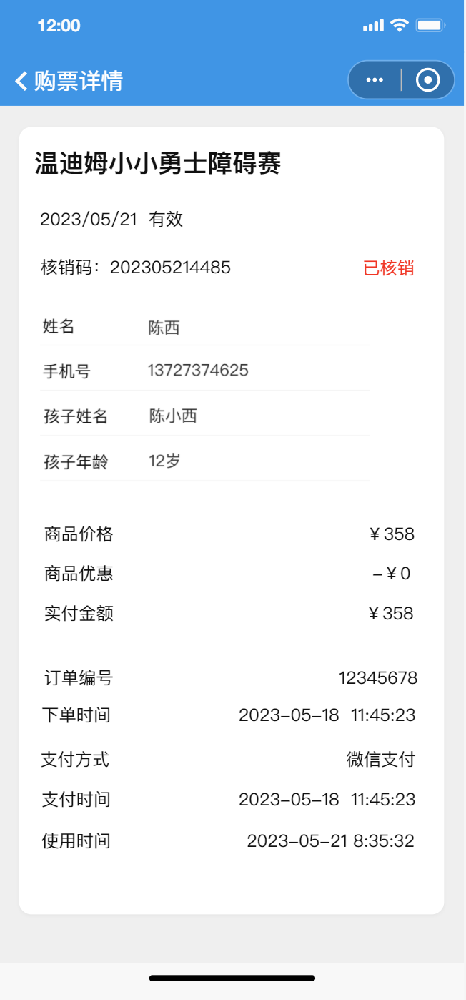 12:00
购票详情
温迪姆小小勇士障碍赛
2023/05/21 有效
核销码：202305214485 已核销
姓名 陈西
手机号 13727374625
孩子姓名 陈小西
孩子年龄 12岁
商品价格 ¥358
商品优惠 -¥0
实付金额 ¥358
订单编号 12345678
下单时间 2023-05-18 11:45:23
支付方式 微信支付
支付时间 2023-05-18 11:45:23
使用时间 2023-05-21 8:35:32